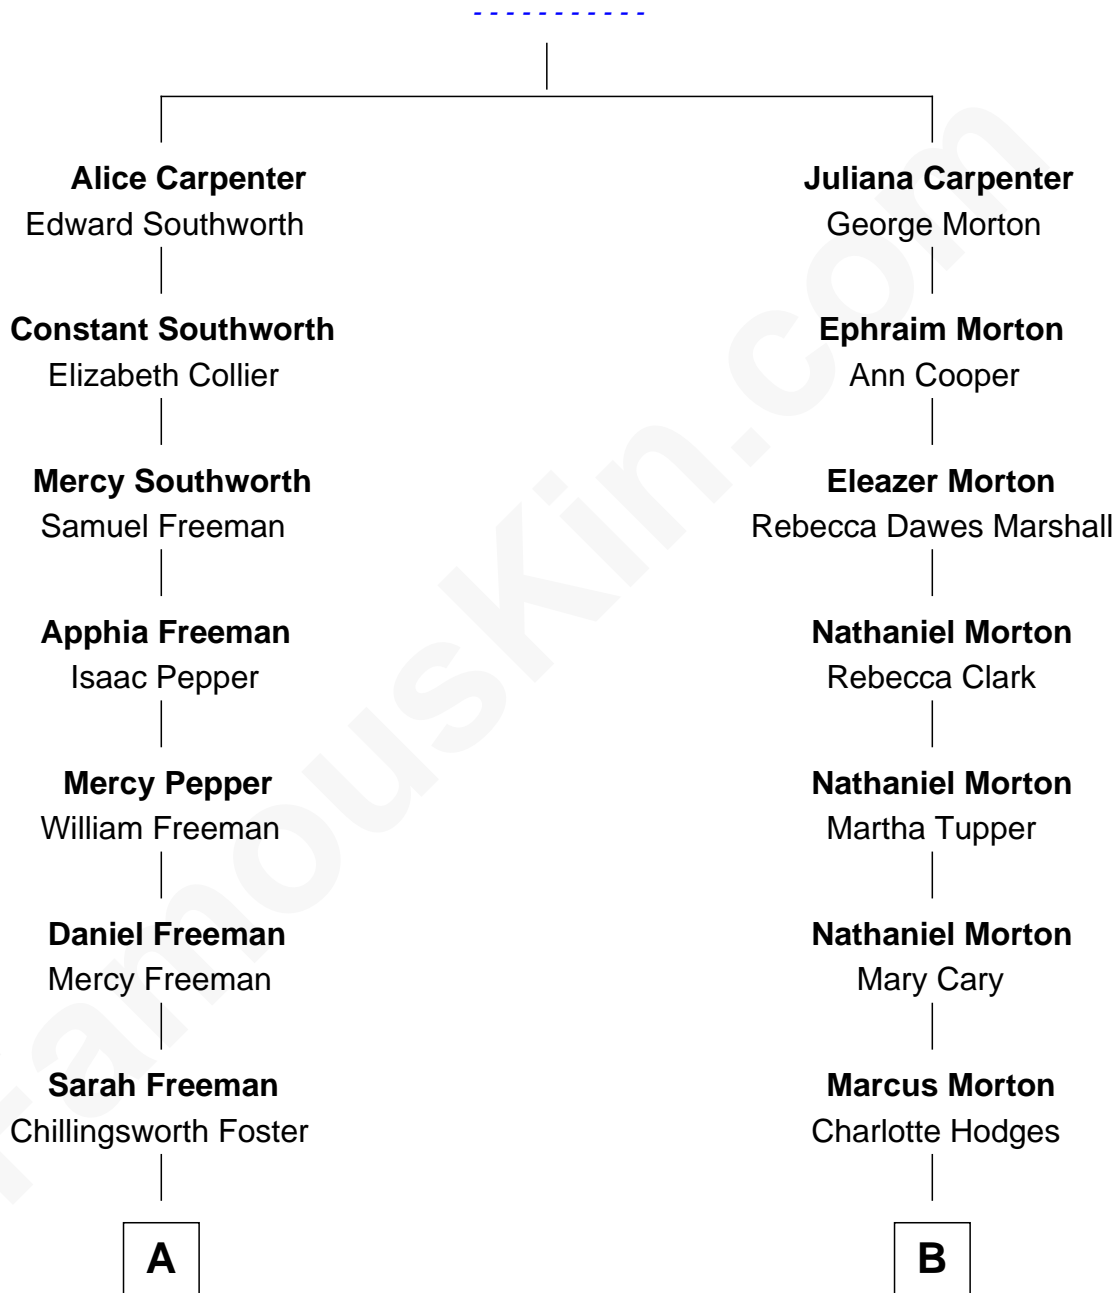 - - - - - - - - - - -
Alice Carpenter
Edward Southworth
Juliana Carpenter
George Morton
Constant Southworth
Elizabeth Collier
Ephraim Morton
Ann Cooper
Mercy Southworth
Samuel Freeman
Eleazer Morton
Rebecca Dawes Marshall
Apphia Freeman
Isaac Pepper
Nathaniel Morton
Rebecca Clark
Mercy Pepper
William Freeman
Nathaniel Morton
Martha Tupper
Daniel Freeman
Mercy Freeman
Nathaniel Morton
Mary Cary
Sarah Freeman
Chillingsworth Foster
Marcus Morton
Charlotte Hodges
A
B
FamousKin.com